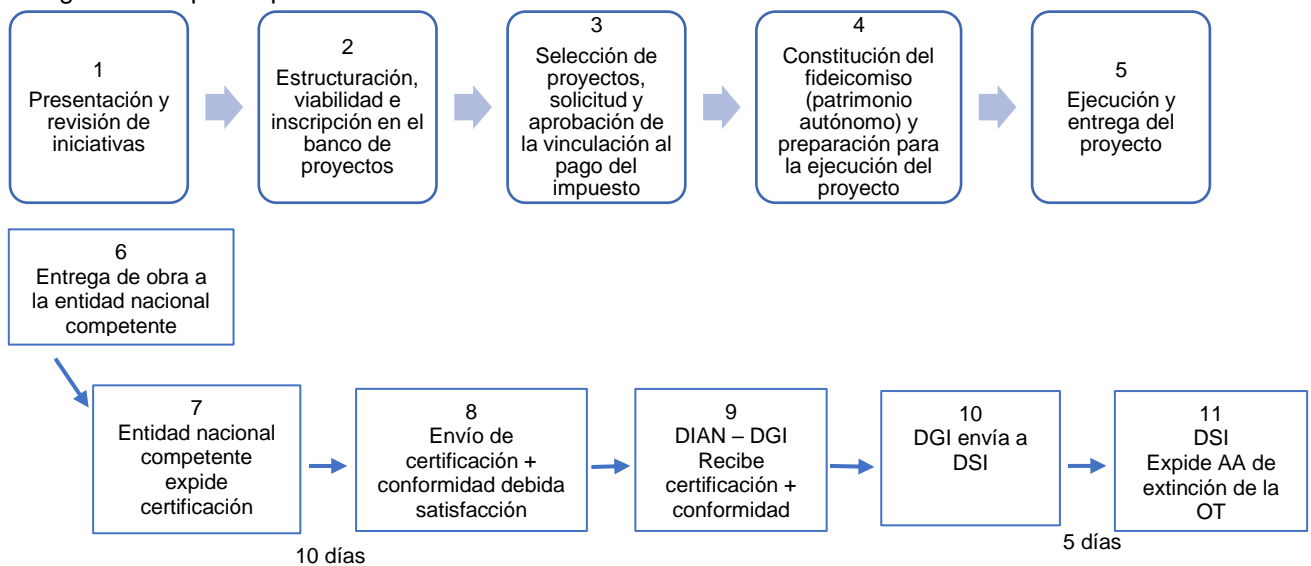 1
Presentación y
revisión de
iniciativas
2
Estructuración,
viabilidad e
inscripción en el
banco de
proyectos
3
Selección de
proyectos,
solicitud y
aprobación de
la vinculación al
pago del
impuesto
4
Constitución del
fideicomiso
(patrimonio
autónomo) y
preparación para
la ejecución del
proyecto
5
Ejecución y
entrega del
proyecto
6
Entrega de obra a
la entidad nacional
competente
7
Entidad nacional
competente
expide
certificación
8
Envío de
certificación +
conformidad debida
satisfacción
9
DIAN – DGI
Recibe
certificación +
conformidad
10
DGI envía a
DSI
11
DSI
Expide AA de
extinción de la
OT
10 días
5 días